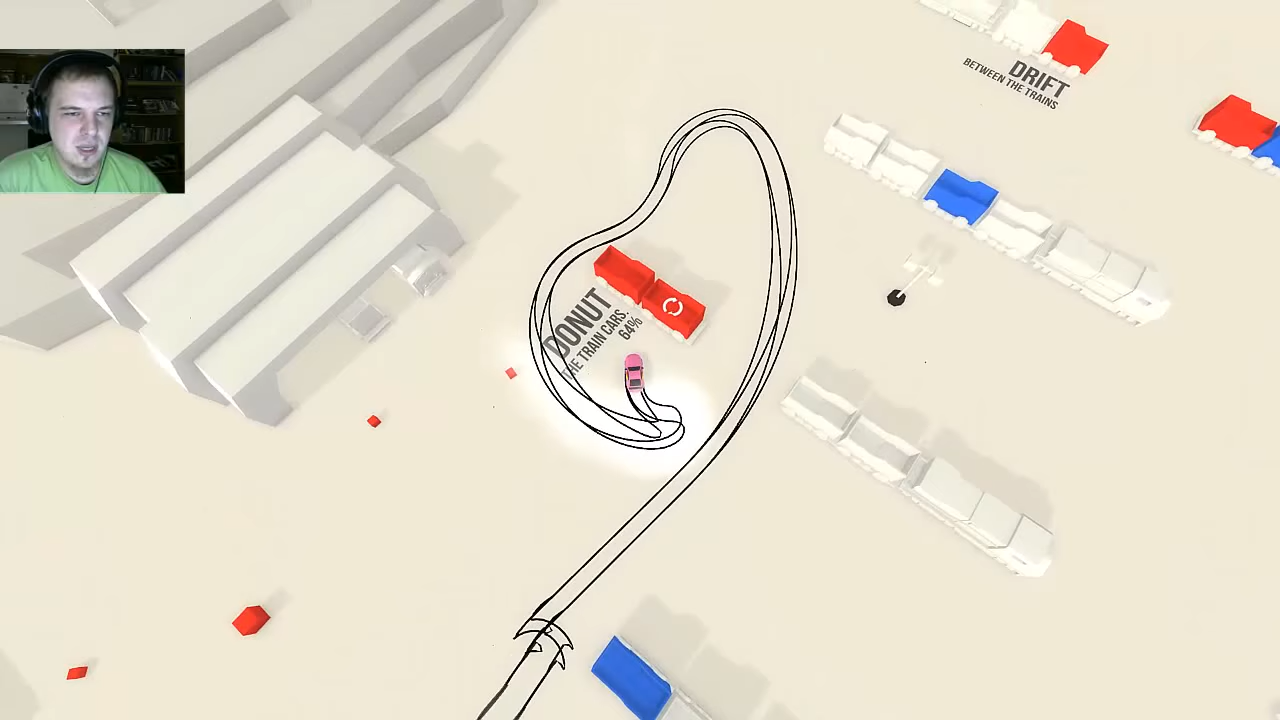 DRIFT
BETWEEN THE TRAINS
DONUT
THE TRAIN CARS.
64%